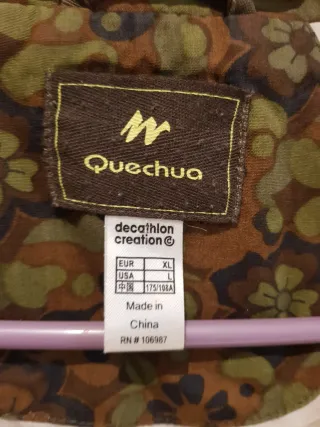 Quechua
decathlon
creation ©
EUR XL
USA L
中国 175/108A
Made in
China
RN # 106987